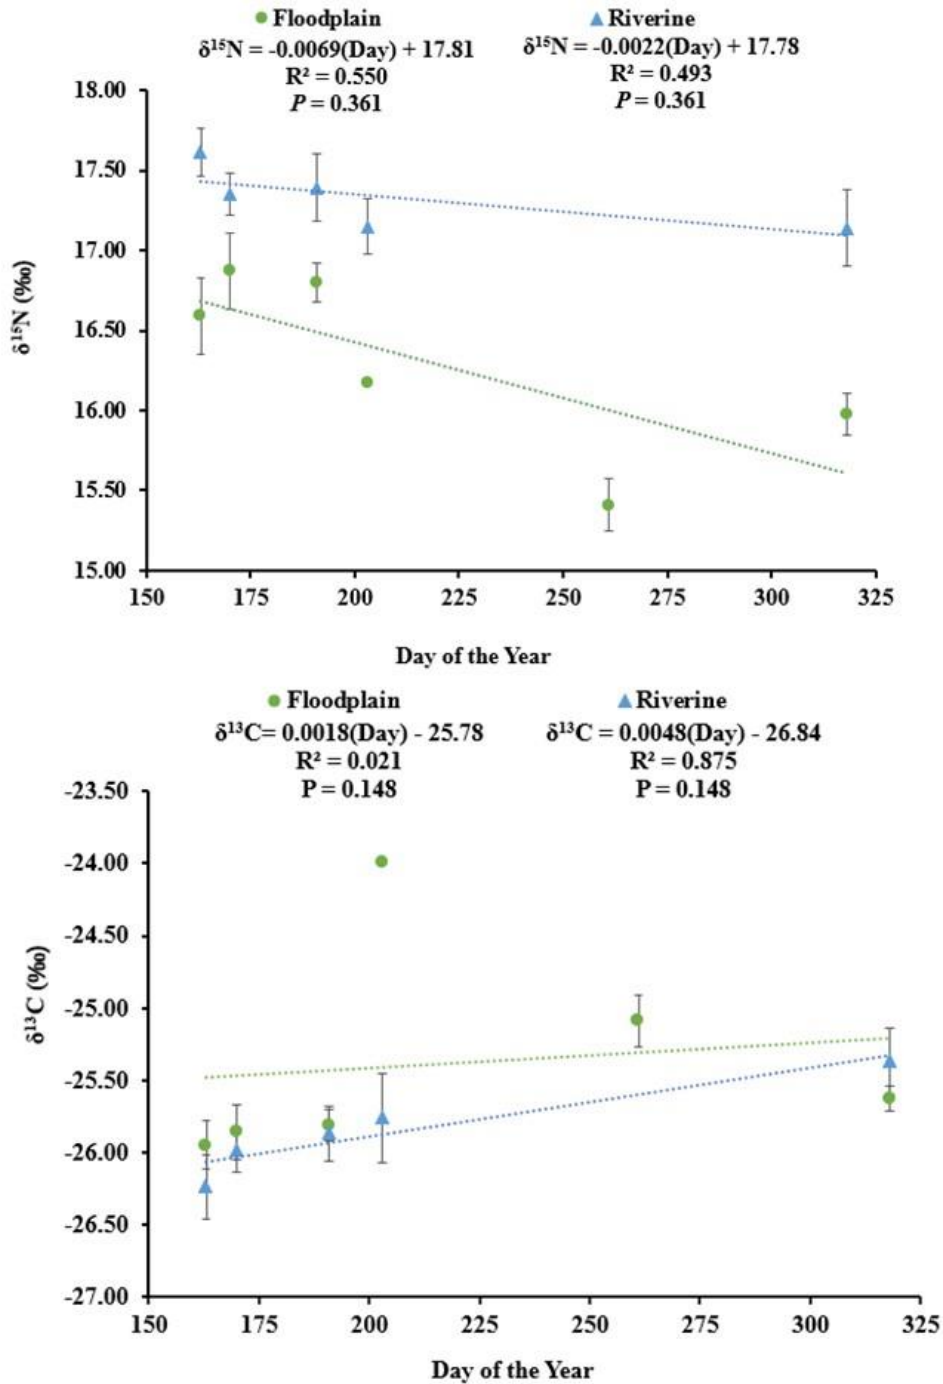 Floodplain
δ¹⁵N = -0.0069(Day) + 17.81
R² = 0.550
P = 0.361
Riverine
δ¹⁵N = -0.0022(Day) + 17.78
R² = 0.493
P = 0.361
18.00
17.50
17.00
16.50
16.00
15.50
15.00
δ¹⁵N (‰)
150 175 200 225 250 275 300 325
Day of the Year
Floodplain
δ¹³C= 0.0018(Day) - 25.78
R² = 0.021
P = 0.148
Riverine
δ¹³C = 0.0048(Day) - 26.84
R² = 0.875
P = 0.148
-23.50
-24.00
-24.50
-25.00
-25.50
-26.00
-26.50
-27.00
δ¹³C (‰)
150 175 200 225 250 275 300 325
Day of the Year